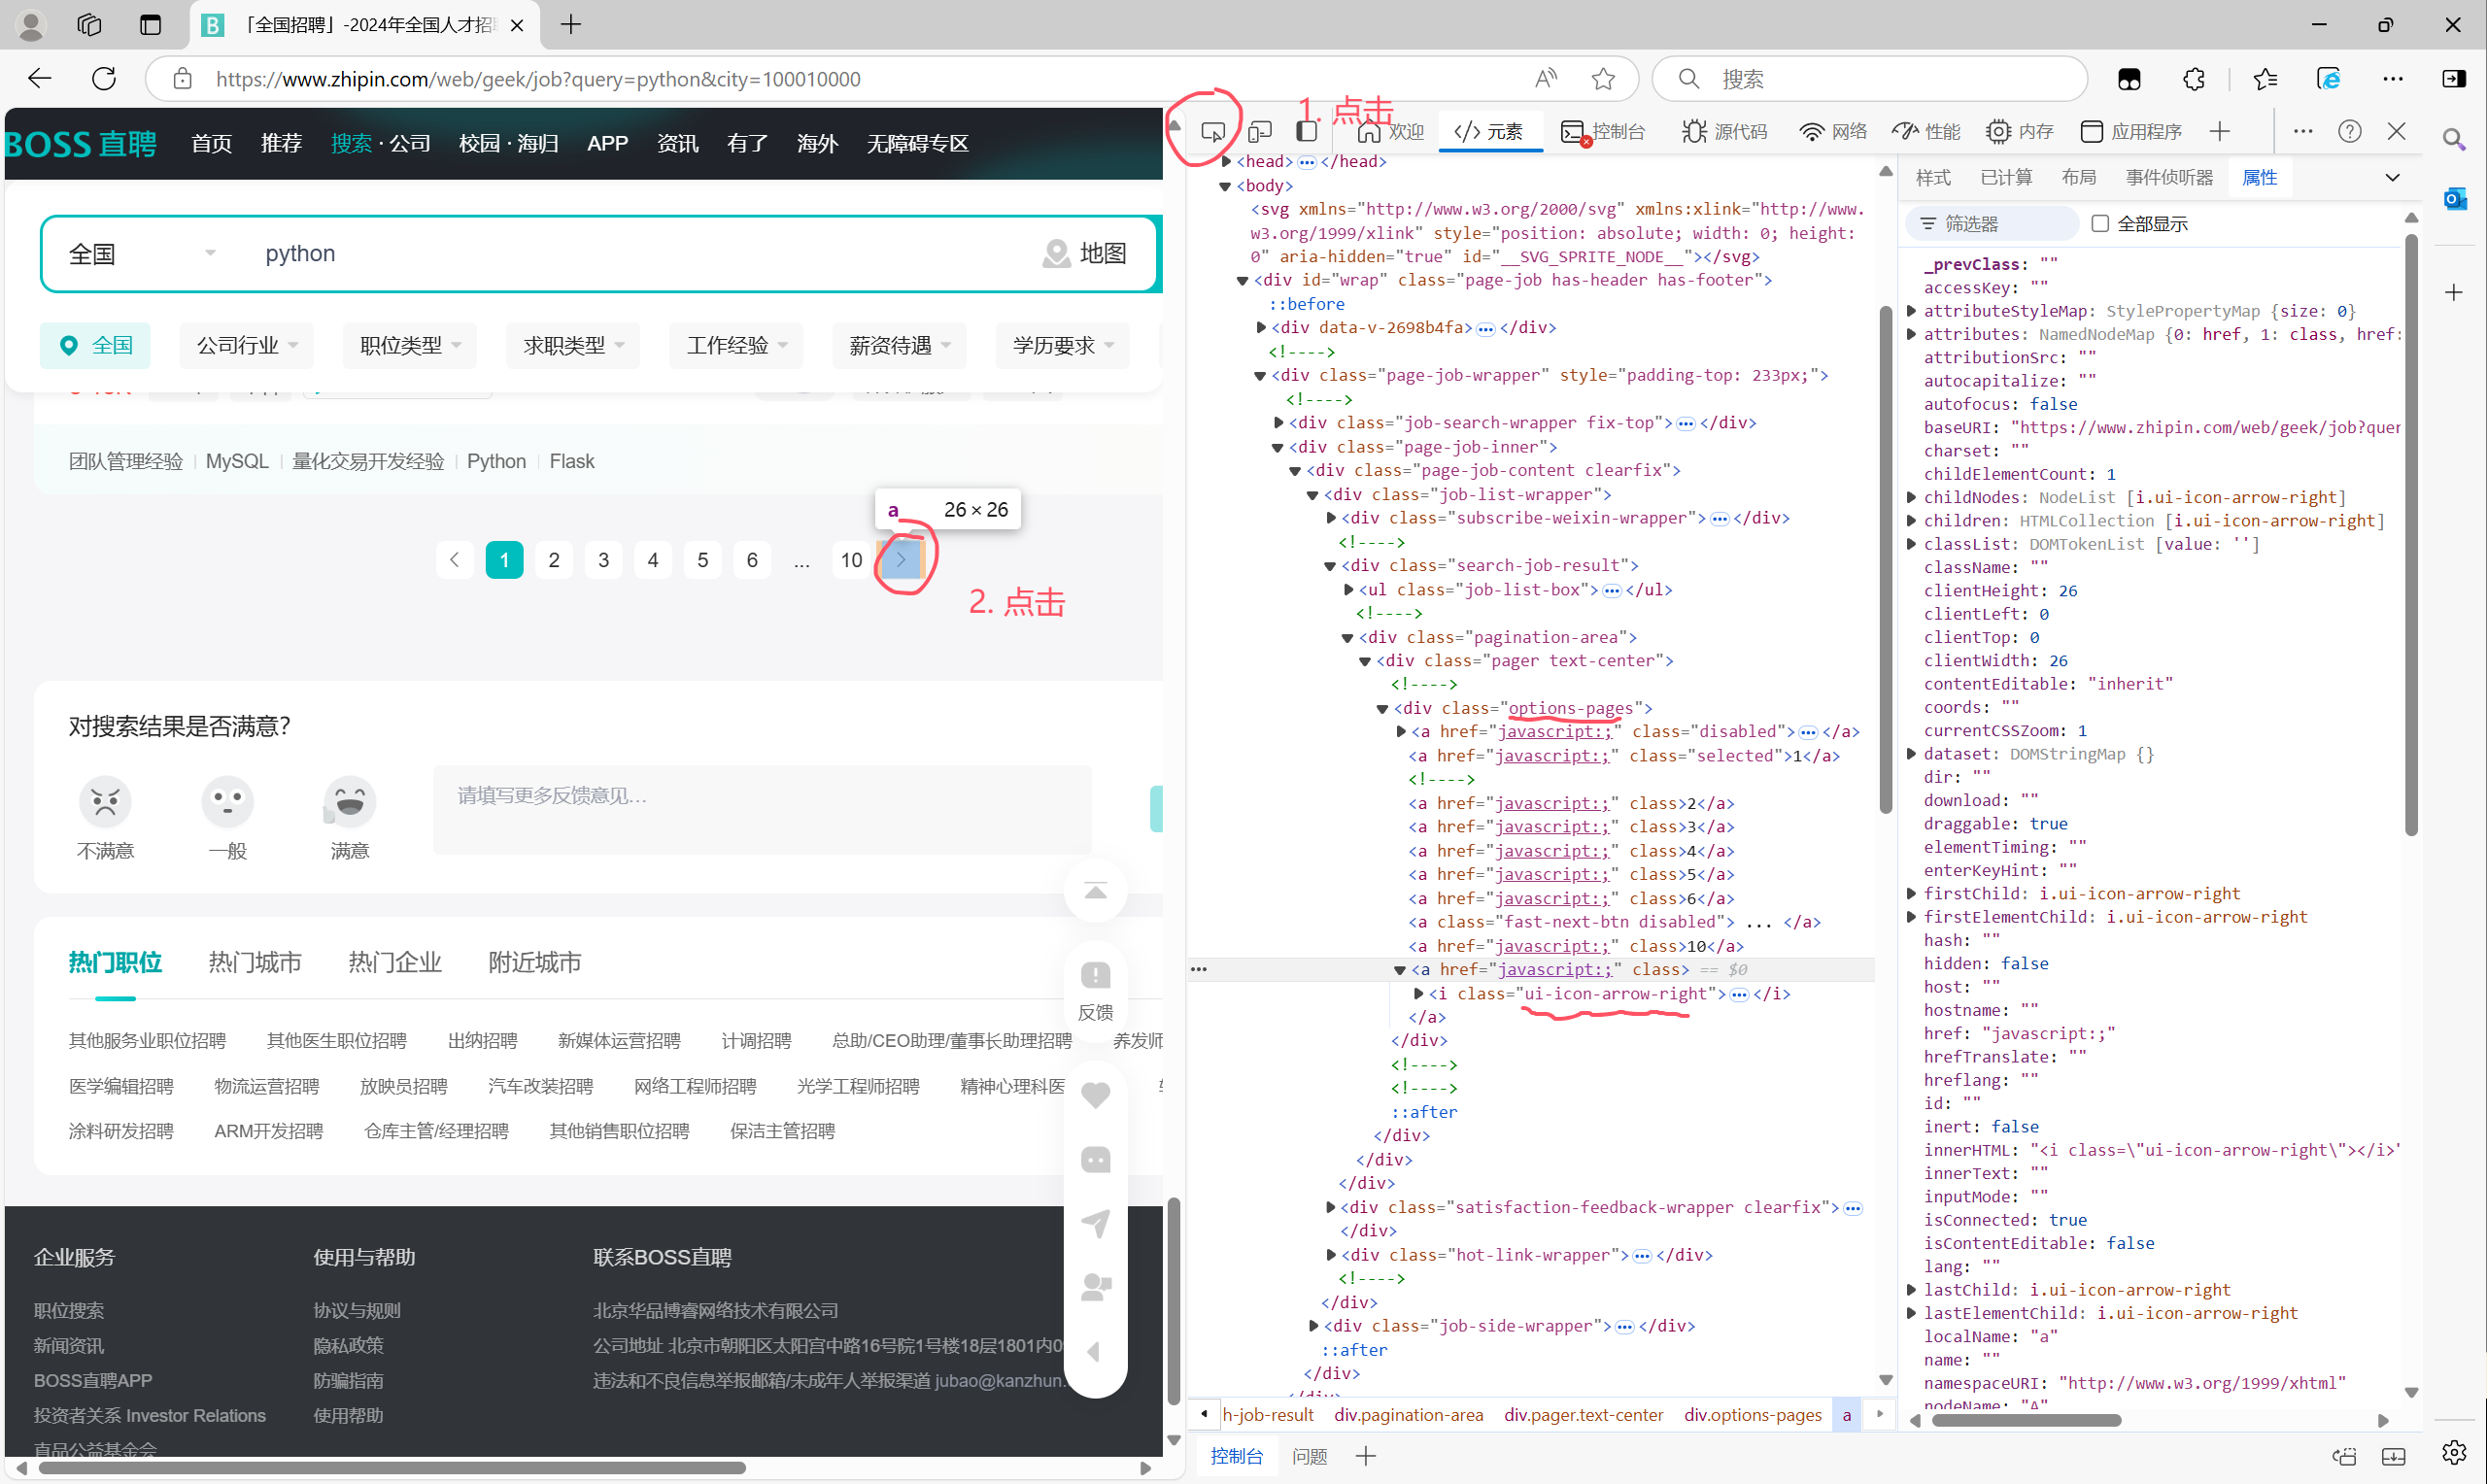 「全国招聘」-2024年全国人才招聘
https://www.zhipin.com/web/geek/job?query=python&city=100010000
搜索
BOSS 直聘 首页 推荐 搜索 · 公司 校园 · 海归 APP 资讯 有了 海外 无障碍专区
全国 python 地图
全国 公司行业 职位类型 求职类型 工作经验 薪资待遇 学历要求
团队管理经验 MySQL 量化交易开发经验 Python Flask
a 26 × 26
1 2 3 4 5 6 ... 10
2. 点击
对搜索结果是否满意?
请填写更多反馈意见...
不满意 一般 满意
反馈
热门职位 热门城市 热门企业 附近城市
其他服务业职位招聘 其他医生职位招聘 出纳招聘 新媒体运营招聘 计调招聘 总助/CEO助理/董事长助理招聘 养发师
医学编辑招聘 物流运营招聘 放映员招聘 汽车改装招聘 网络工程师招聘 光学工程师招聘 精神心理科医
涂料研发招聘 ARM开发招聘 仓库主管/经理招聘 其他销售职位招聘 保洁主管招聘
企业服务 使用与帮助 联系BOSS直聘
职位搜索 协议与规则 北京华品博睿网络技术有限公司
新闻资讯 隐私政策 公司地址 北京市朝阳区太阳宫中路16号院1号楼18层1801内0
BOSS直聘APP 防骗指南 违法和不良信息举报邮箱/未成年人举报渠道 jubao@kanzhun.
投资者关系 Investor Relations 使用帮助
直品公益基金会
1. 点击
欢迎 元素 控制台 源代码 网络 性能 内存 应用程序
<head> ••• </head>
<body>
<svg xmlns="http://www.w3.org/2000/svg" xmlns:xlink="http://www.
w3.org/1999/xlink" style="position: absolute; width: 0; height:
0" aria-hidden="true" id="__SVG_SPRITE_NODE__"></svg>
<div id="wrap" class="page-job has-header has-footer">
::before
<div data-v-2698b4fa> ••• </div>
<!---->
<div class="page-job-wrapper" style="padding-top: 233px;">
<!---->
<div class="job-search-wrapper fix-top"> ••• </div>
<div class="page-job-inner">
<div class="page-job-content clearfix">
<div class="job-list-wrapper">
<div class="subscribe-weixin-wrapper"> ••• </div>
<!---->
<div class="search-job-result">
<ul class="job-list-box"> ••• </ul>
<!---->
<div class="pagination-area">
<div class="pager text-center">
<!---->
<div class="options-pages">
<a href="javascript:;" class="disabled"> ••• </a>
<a href="javascript:;" class="selected">1</a>
<!---->
<a href="javascript:;" class>2</a>
<a href="javascript:;" class>3</a>
<a href="javascript:;" class>4</a>
<a href="javascript:;" class>5</a>
<a href="javascript:;" class>6</a>
<a class="fast-next-btn disabled"> ... </a>
<a href="javascript:;" class>10</a>
<a href="javascript:;" class> == $0
<i class="ui-icon-arrow-right"> ••• </i>
</a>
</div>
<!---->
<!---->
::after
</div>
</div>
</div>
<div class="satisfaction-feedback-wrapper clearfix"> •••
</div>
<div class="hot-link-wrapper"> ••• </div>
<!---->
</div>
<div class="job-side-wrapper"> ••• </div>
::after
</div>
</div>
h-job-result div.pagination-area div.pager.text-center div.options-pages a
控制台 问题
样式 已计算 布局 事件侦听器 属性
筛选器 全部显示
_prevClass: ""
accessKey: ""
attributeStyleMap: StylePropertyMap {size: 0}
attributes: NamedNodeMap {0: href, 1: class, href:
attributionSrc: ""
autocapitalize: ""
autofocus: false
baseURI: "https://www.zhipin.com/web/geek/job?quer
charset: ""
childElementCount: 1
childNodes: NodeList [i.ui-icon-arrow-right]
children: HTMLCollection [i.ui-icon-arrow-right]
classList: DOMTokenList [value: '']
className: ""
clientHeight: 26
clientLeft: 0
clientTop: 0
clientWidth: 26
contentEditable: "inherit"
coords: ""
currentCSSZoom: 1
dataset: DOMStringMap {}
dir: ""
download: ""
draggable: true
elementTiming: ""
enterKeyHint: ""
firstChild: i.ui-icon-arrow-right
firstElementChild: i.ui-icon-arrow-right
hash: ""
hidden: false
host: ""
hostname: ""
href: "javascript:;"
hrefTranslate: ""
hreflang: ""
id: ""
inert: false
innerHTML: "<i class=\"ui-icon-arrow-right\"></i>"
innerText: ""
inputMode: ""
isConnected: true
isContentEditable: false
lang: ""
lastChild: i.ui-icon-arrow-right
lastElementChild: i.ui-icon-arrow-right
localName: "a"
name: ""
namespaceURI: "http://www.w3.org/1999/xhtml"
nodeName: "A"